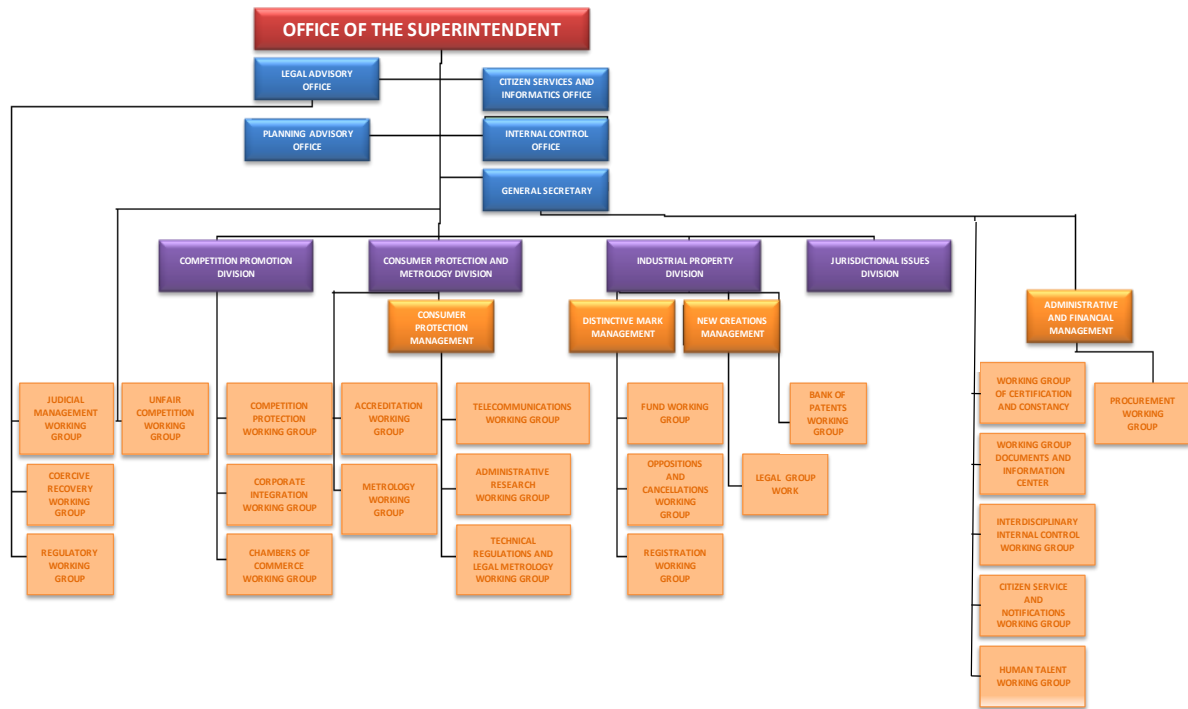 OFFICE OF THE SUPERINTENDENT
LEGAL ADVISORY
OFFICE
CITIZEN SERVICES AND
INFORMATICS OFFICE
PLANNING ADVISORY
OFFICE
INTERNAL CONTROL
OFFICE
GENERAL SECRETARY
COMPETITION PROMOTION
DIVISION
CONSUMER PROTECTION AND
METROLOGY DIVISION
INDUSTRIAL PROPERTY
DIVISION
JURISDICTIONAL ISSUES
DIVISION
CONSUMER
PROTECTION
MANAGEMENT
DISTINCTIVE MARK
MANAGEMENT
NEW CREATIONS
MANAGEMENT
ADMINISTRATIVE
AND FINANCIAL
MANAGEMENT
JUDICIAL
MANAGEMENT
WORKING
GROUP
UNFAIR
COMPETITION
WORKING
GROUP
COMPETITION
PROTECTION
WORKING GROUP
ACCREDITATION
WORKING
GROUP
TELECOMMUNICATIONS
WORKING GROUP
FUND WORKING
GROUP
BANK OF
PATENTS
WORKING
GROUP
WORKING GROUP
OF CERTIFICATION
AND CONSTANCY
PROCUREMENT
WORKING
GROUP
COERCIVE
RECOVERY
WORKING
GROUP
CORPORATE
INTEGRATION
WORKING GROUP
METROLOGY
WORKING
GROUP
ADMINISTRATIVE
RESEARCH
WORKING GROUP
OPPOSITIONS
AND
CANCELLATIONS
WORKING
GROUP
LEGAL GROUP
WORK
WORKING GROUP
DOCUMENTS AND
INFORMATION
CENTER
REGULATORY
WORKING
GROUP
CHAMBERS OF
COMMERCE
WORKING GROUP
TECHNICAL
REGULATIONS AND
LEGAL METROLOGY
WORKING GROUP
REGISTRATION
WORKING
GROUP
INTERDISCIPLINARY
INTERNAL CONTROL
WORKING GROUP
CITIZEN SERVICE
AND
NOTIFICATIONS
WORKING GROUP
HUMAN TALENT
WORKING GROUP